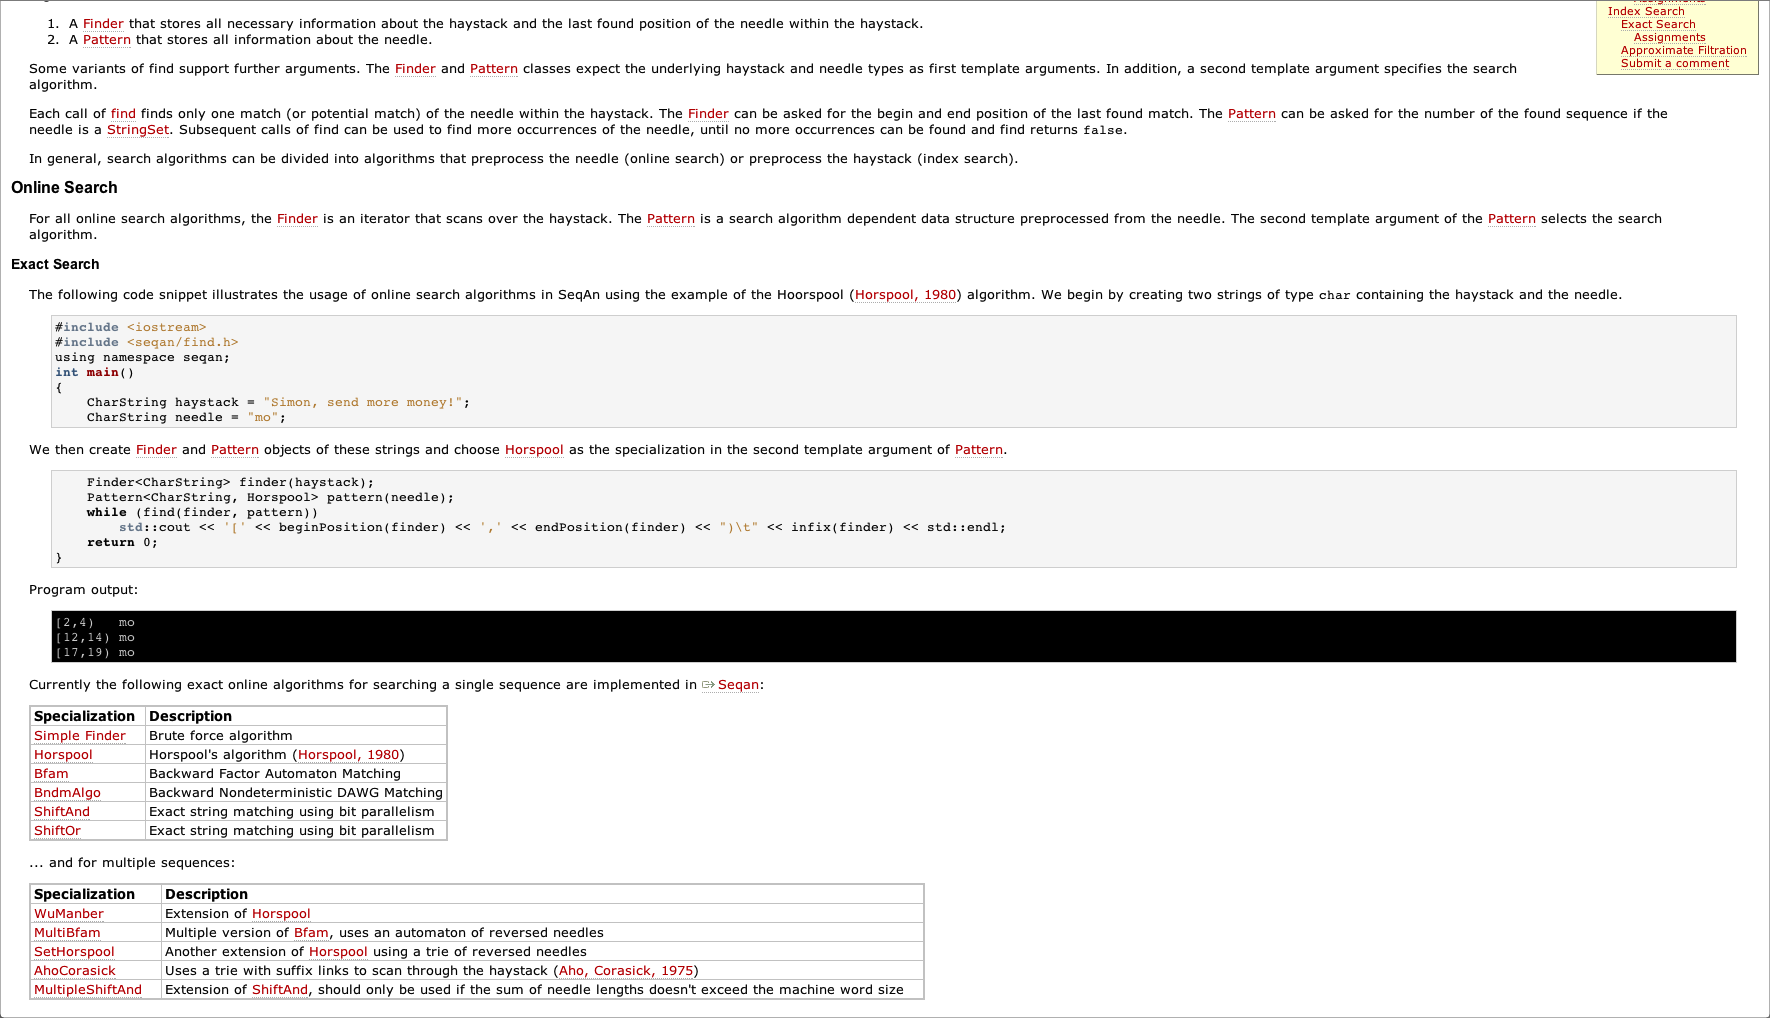 1. A Finder that stores all necessary information about the haystack and the last found position of the needle within the haystack.
2. A Pattern that stores all information about the needle.
Index Search
Exact Search
Assignments
Approximate Filtration
Submit a comment
Some variants of find support further arguments. The Finder and Pattern classes expect the underlying haystack and needle types as first template arguments. In addition, a second template argument specifies the search
algorithm.
Each call of find finds only one match (or potential match) of the needle within the haystack. The Finder can be asked for the begin and end position of the last found match. The Pattern can be asked for the number of the found sequence if the
needle is a StringSet. Subsequent calls of find can be used to find more occurrences of the needle, until no more occurrences can be found and find returns false.
In general, search algorithms can be divided into algorithms that preprocess the needle (online search) or preprocess the haystack (index search).
Online Search
For all online search algorithms, the Finder is an iterator that scans over the haystack. The Pattern is a search algorithm dependent data structure preprocessed from the needle. The second template argument of the Pattern selects the search
algorithm.
Exact Search
The following code snippet illustrates the usage of online search algorithms in SeqAn using the example of the Hoorspool (Horspool, 1980) algorithm. We begin by creating two strings of type char containing the haystack and the needle.
#include <iostream>
#include <seqan/find.h>
using namespace seqan;
int main()
{
    CharString haystack = "Simon, send more money!";
    CharString needle = "mo";
We then create Finder and Pattern objects of these strings and choose Horspool as the specialization in the second template argument of Pattern.
    Finder<CharString> finder(haystack);
    Pattern<CharString, Horspool> pattern(needle);
    while (find(finder, pattern))
        std::cout << '[' << beginPosition(finder) << ',' << endPosition(finder) << ")\t" << infix(finder) << std::endl;
    return 0;
}
Program output:
[2,4)   mo
[12,14) mo
[17,19) mo
Currently the following exact online algorithms for searching a single sequence are implemented in Seqan:
Specialization Description
Simple Finder Brute force algorithm
Horspool Horspool's algorithm (Horspool, 1980)
Bfam Backward Factor Automaton Matching
BndmAlgo Backward Nondeterministic DAWG Matching
ShiftAnd Exact string matching using bit parallelism
ShiftOr Exact string matching using bit parallelism
... and for multiple sequences:
Specialization Description
WuManber Extension of Horspool
MultiBfam Multiple version of Bfam, uses an automaton of reversed needles
SetHorspool Another extension of Horspool using a trie of reversed needles
AhoCorasick Uses a trie with suffix links to scan through the haystack (Aho, Corasick, 1975)
MultipleShiftAnd Extension of ShiftAnd, should only be used if the sum of needle lengths doesn't exceed the machine word size